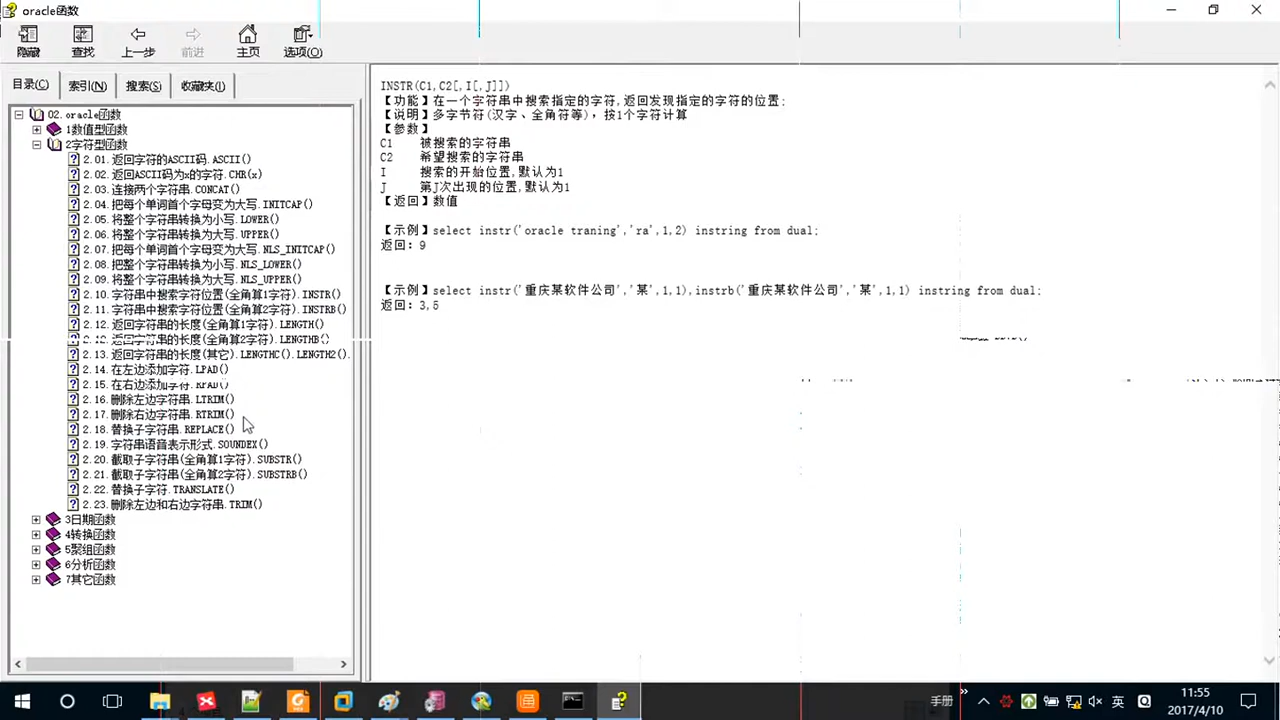 oracle函数
隐藏
查找
上一步
前进
主页
选项(O)
目录(C)
索引(N)
搜索(S)
收藏夹(I)
02.oracle函数
1数值型函数
2字符型函数
2.01.返回字符的ASCII码.ASCII()
2.02.返回ASCII码为x的字符.CHR(x)
2.03.连接两个字符串.CONCAT()
2.04.把每个单词首个字母变为大写.INITCAP()
2.05.将整个字符串转换为小写.LOWER()
2.06.将整个字符串转换为大写.UPPER()
2.07.把每个单词首个字母变为大写.NLS_INITCAP()
2.08.把整个字符串转换为小写.NLS_LOWER()
2.09.将整个字符串转换为大写.NLS_UPPER()
2.10.字符串中搜索字符位置(全角算1字符).INSTR()
2.11.字符串中搜索字符位置(全角算2字符).INSTRB()
2.12.返回字符串的长度(全角算1字符).LENGTH()
2.12.返回字符串的长度(全角算2字符).LENGTHB()
2.13.返回字符串的长度(其它).LENGTHC().LENGTH2().
2.14.在左边添加字符.LPAD()
2.15.在右边添加字符.RPAD()
2.16.删除左边字符串.LTRIM()
2.17.删除右边字符串.RTRIM()
2.18.替换子字符串.REPLACE()
2.19.字符串语音表示形式.SOUNDEX()
2.20.截取子字符串(全角算1字符).SUBSTR()
2.21.截取子字符串(全角算2字符).SUBSTRB()
2.22.替换子字符.TRANSLATE()
2.23.删除左边和右边字符串.TRIM()
3日期函数
4转换函数
5聚组函数
6分析函数
7其它函数
INSTR(C1,C2[,I[,J]])
【功能】在一个字符串中搜索指定的字符,返回发现指定的字符的位置;
【说明】多字节符(汉字、全角符等)，按1个字符计算
【参数】
C1 被搜索的字符串
C2 希望搜索的字符串
I 搜索的开始位置,默认为1
J 第J次出现的位置,默认为1
【返回】数值
【示例】select instr('oracle traning','ra',1,2) instring from dual;
返回: 9
【示例】select instr('重庆某软件公司','某',1,1),instrb('重庆某软件公司','某',1,1) instring from dual;
返回: 3,5
手册
英
11:55
2017/4/10